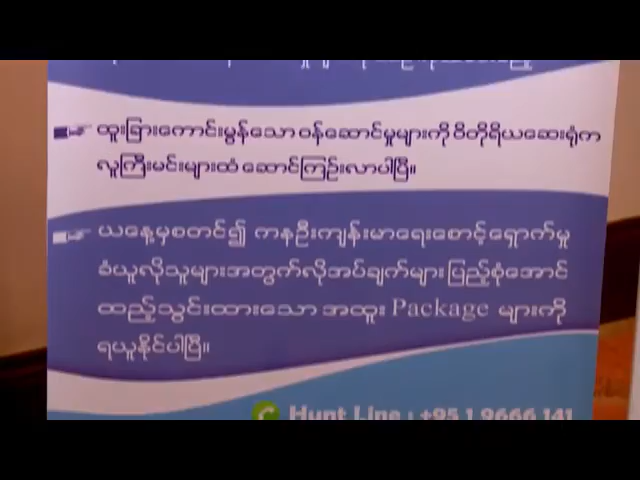 ထူးခြားကောင်းမွန်သော ဝန်ဆောင်မှုများကို ဝိတိုရိယဆေးရုံက
လူကြီးမင်းများထံ ဆောင်ကြဉ်းလာပါပြီ။
ယနေ့မှစတင်၍ ကနဦးကျန်းမာရေးစောင့်ရှောက်မှု
ခံယူလိုသူများအတွက်လိုအပ်ချက်များ ပြည့်စုံအောင်
ထည့်သွင်းထားသော အထူး Package များကို
ရယူနိုင်ပါပြီ။
Hunt Line : +95 1 9666 141